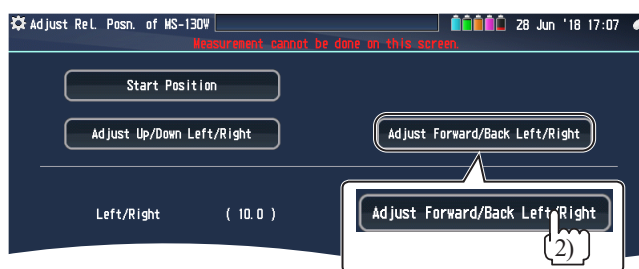 Adjust Rel. Posn. of MS-130W 28 Jun '18 17:07
Measurement cannot be done on this screen.
Start Position
Adjust Up/Down Left/Right Adjust Forward/Back Left/Right
Left/Right ( 10.0 ) Adjust Forward/Back Left/Right
2)